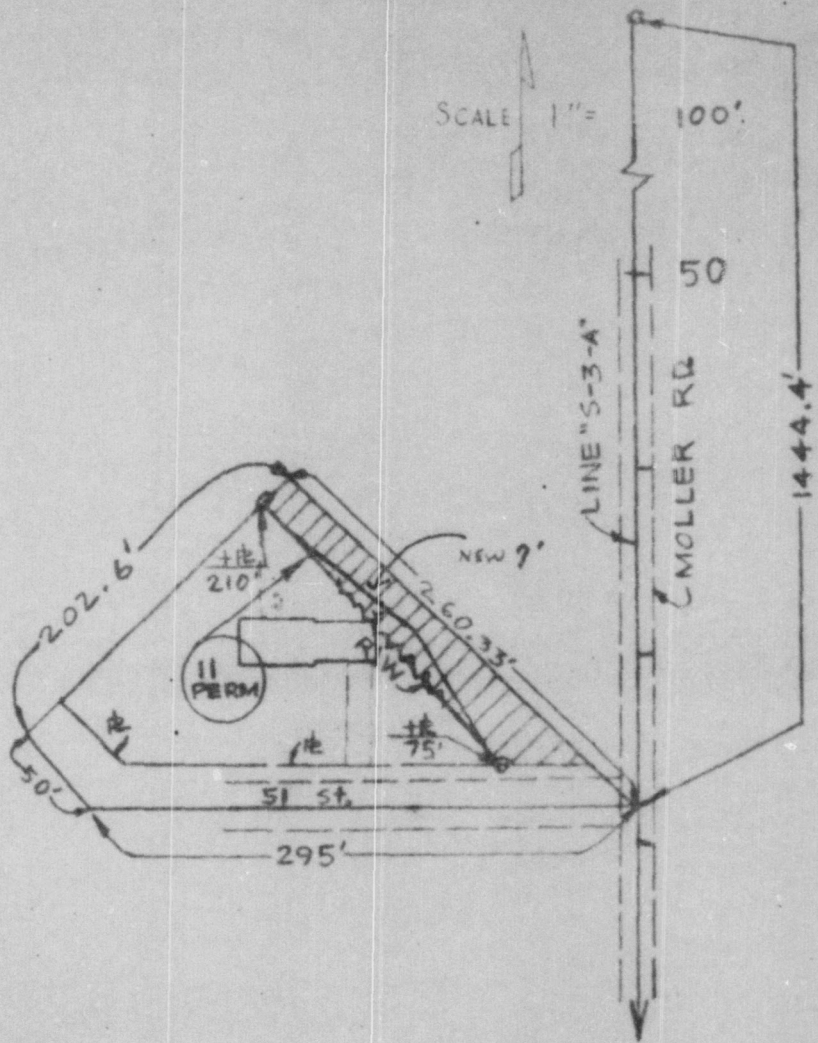 SCALE 1"= 100'.
50
LINE "S-3-A"
MOLLER RD.
1444.4'
202.6'
210'
NEW
260.33'
11
PERM
R/W
75'
50'
51 St.
295'